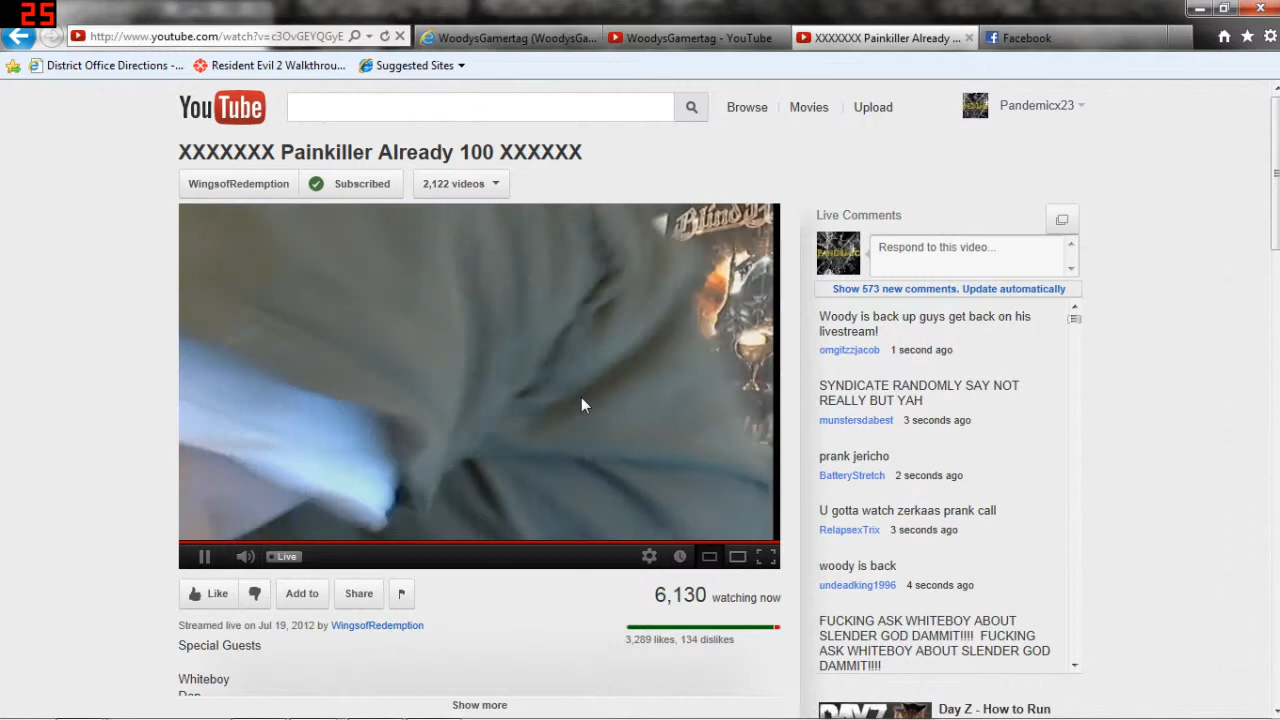 25
http://www.youtube.com/watch?v=c3OvGEYQGyE
WoodysGamertag (WoodysGa...
WoodysGamertag - YouTube
XXXXXXX Painkiller Already ...
Facebook
District Office Directions -...
Resident Evil 2 Walkthrou...
Suggested Sites
YouTube
Browse
Movies
Upload
Pandemicx23
XXXXXXX Painkiller Already 100 XXXXXX
WingsofRedemption
Subscribed
2,122 videos
Blind
Live
Like
Add to
Share
6,130 watching now
Streamed live on Jul 19, 2012 by WingsofRedemption
3,289 likes, 134 dislikes
Special Guests
Whiteboy
Dan
Show more
Live Comments
Respond to this video...
Show 573 new comments. Update automatically
Woody is back up guys get back on his
livestream!
omgitzzjacob 1 second ago
SYNDICATE RANDOMLY SAY NOT
REALLY BUT YAH
munstersdabest 3 seconds ago
prank jericho
BatteryStretch 2 seconds ago
U gotta watch zerkaas prank call
RelapsexTrix 3 seconds ago
woody is back
undeadking1996 4 seconds ago
FUCKING ASK WHITEBOY ABOUT
SLENDER GOD DAMMIT!!!! FUCKING
ASK WHITEBOY ABOUT SLENDER GOD
DAMMIT!!!!
DAYZ
Day Z - How to Run